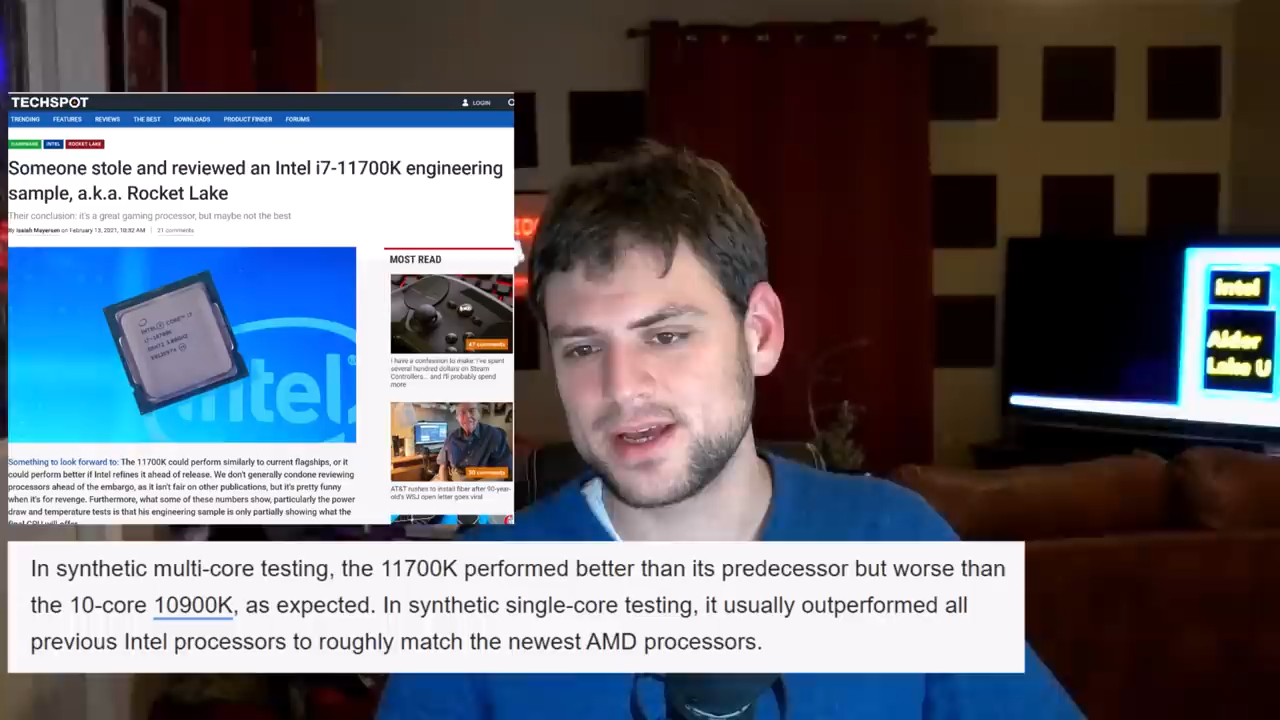 TECHSPOT
LOGIN
TRENDING FEATURES REVIEWS THE BEST DOWNLOADS PRODUCT FINDER FORUMS
HARDWARE INTEL ROCKET LAKE
Someone stole and reviewed an Intel i7-11700K engineering
sample, a.k.a. Rocket Lake
Their conclusion: it's a great gaming processor, but maybe not the best
By Isaiah Mayersen on February 13, 2021, 10:32 AM 21 comments
MOST READ
INTEL® CORE™ i7
intel
47 comments
I have a confession to make: I've spent
several hundred dollars on Steam
Controllers... and I'll probably spend
more
30 comments
AT&T rushes to install fiber after 90-year-
old's WSJ open letter goes viral
Something to look forward to: The 11700K could perform similarly to current flagships, or it
could perform better if Intel refines it ahead of release. We don't generally condone reviewing
processors ahead of the embargo, as it isn't fair on other publications, but it's pretty funny
when it's for revenge. Furthermore, what some of these numbers show, particularly the power
draw and temperature tests is that his engineering sample is only partially showing what the
final CPU will offer.
In synthetic multi-core testing, the 11700K performed better than its predecessor but worse than
the 10-core 10900K, as expected. In synthetic single-core testing, it usually outperformed all
previous Intel processors to roughly match the newest AMD processors.
Intel
Alder
Lake U